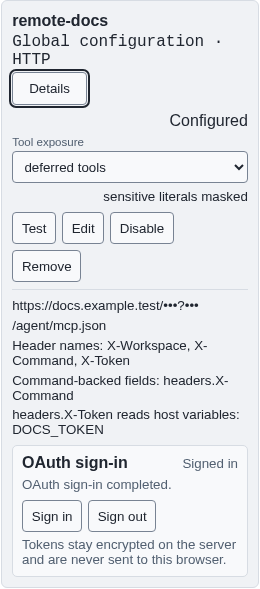 remote-docs
Global configuration ·
HTTP
Details
Configured
Tool exposure
deferred tools
sensitive literals masked
Test Edit Disable
Remove
https://docs.example.test/•••?•••
/agent/mcp.json
Header names: X-Workspace, X-
Command, X-Token
Command-backed fields: headers.X-
Command
headers.X-Token reads host variables:
DOCS_TOKEN
OAuth sign-in Signed in
OAuth sign-in completed.
Sign in Sign out
Tokens stay encrypted on the server
and are never sent to this browser.